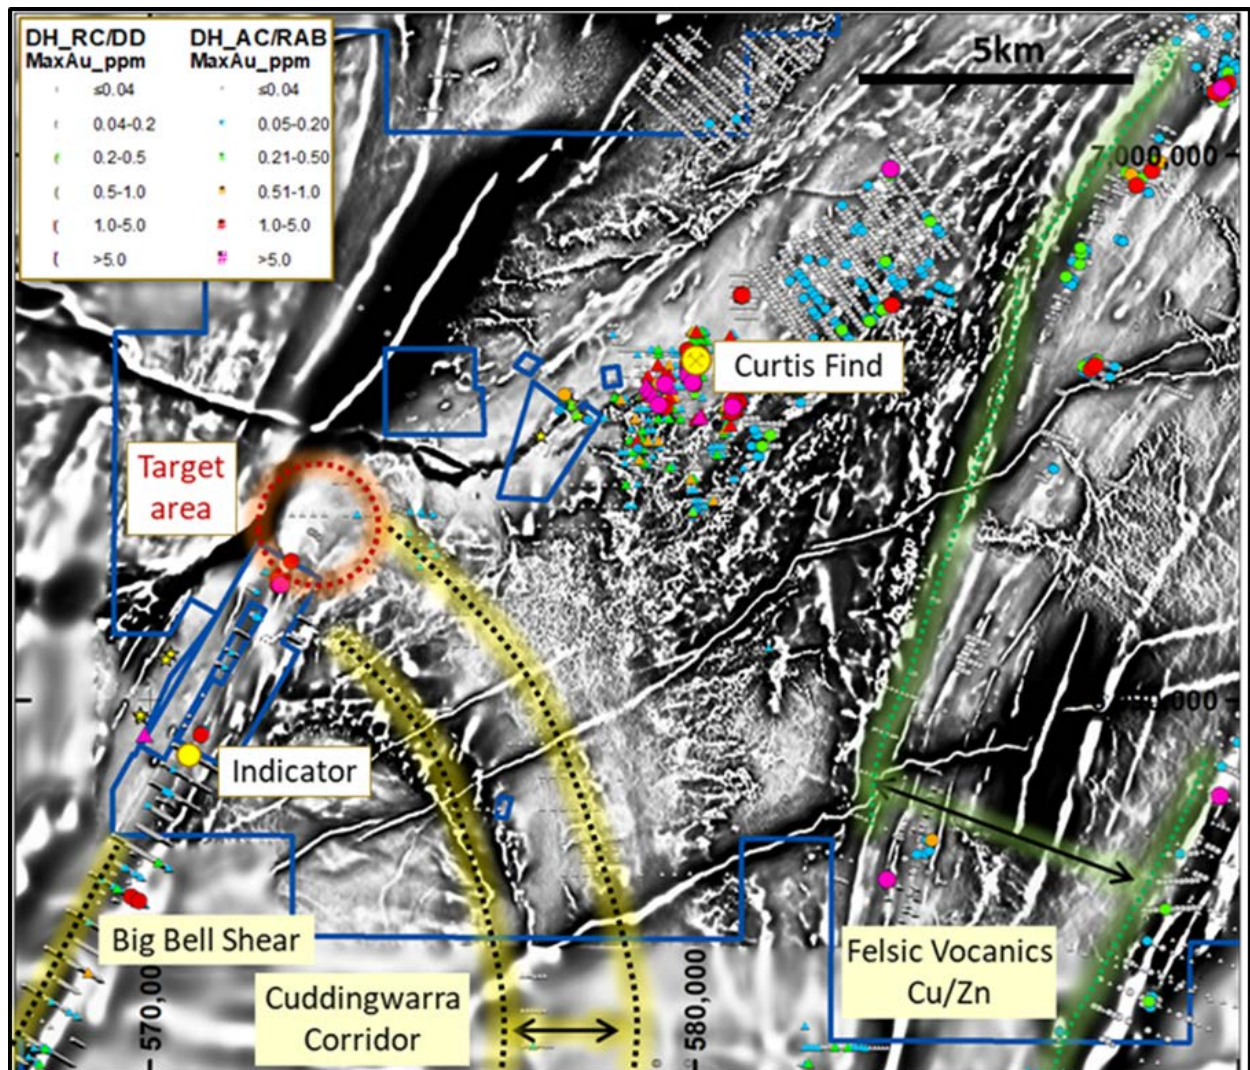 DH_RC/DD
MaxAu_ppm
≤0.04
0.04-0.2
0.2-0.5
0.5-1.0
1.0-5.0
>5.0
DH_AC/RAB
MaxAu_ppm
≤0.04
0.05-0.20
0.21-0.50
0.51-1.0
1.0-5.0
>5.0
5km
7,000,000
Curtis Find
Target
area
Indicator
Big Bell Shear
Cuddingwarra
Corridor
Felsic Vocanics
Cu/Zn
570,000
580,000